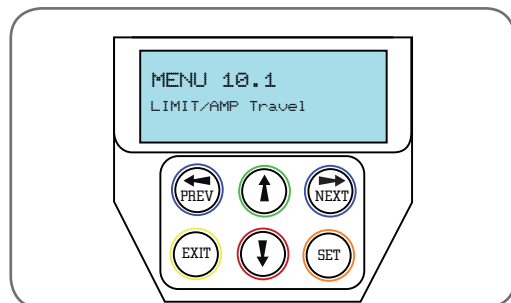 MENU 10.1
LIMIT/AMP Travel
PREV
NEXT
EXIT
SET